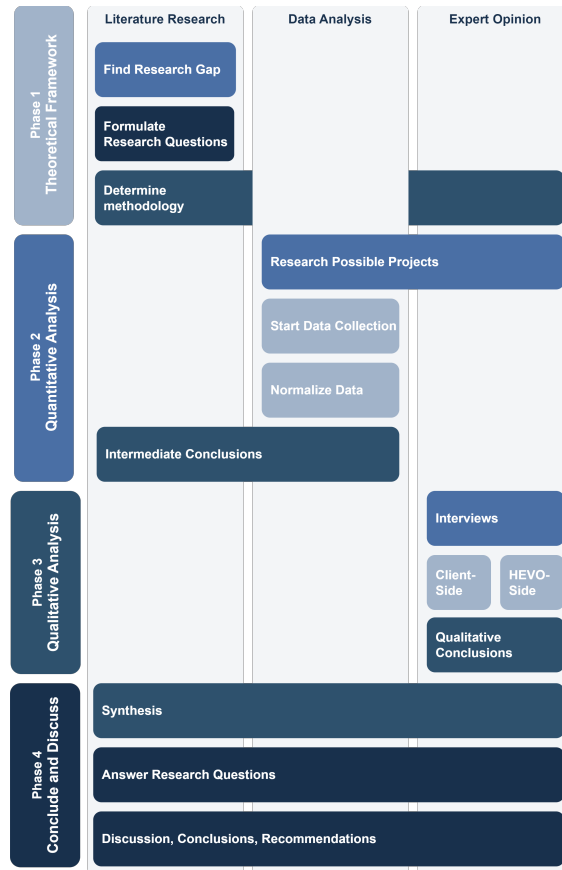 Literature Research
Data Analysis
Expert Opinion
Phase 1
Theoretical Framework
Find Research Gap
Formulate
Research Questions
Determine
methodology
Phase 2
Quantitative Analysis
Research Possible Projects
Start Data Collection
Normalize Data
Intermediate Conclusions
Phase 3
Qualitative Analysis
Interviews
Client-
Side
HEVO-
Side
Qualitative
Conclusions
Phase 4
Conclude and Discuss
Synthesis
Answer Research Questions
Discussion, Conclusions, Recommendations